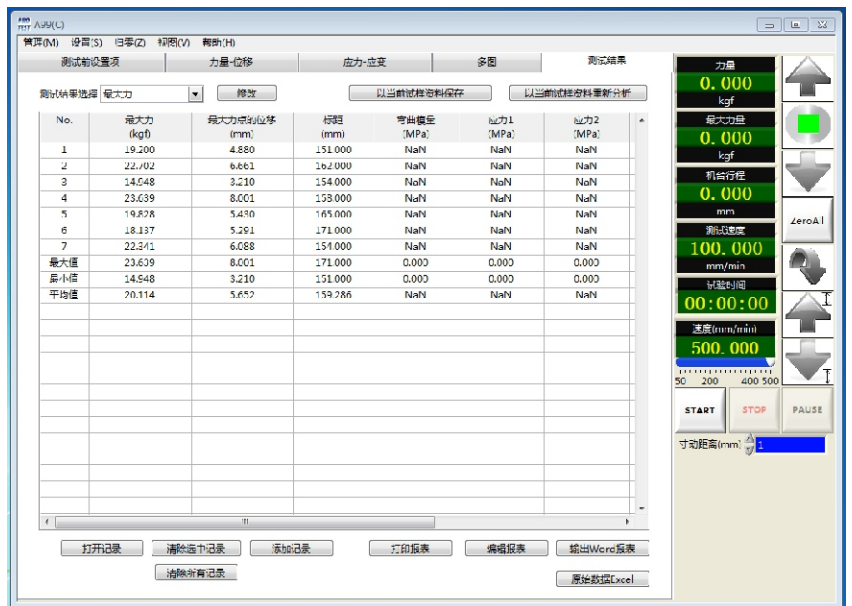 A99(C)
管理(M) 设置(S) 归零(Z) 视图(V) 帮助(H)
测试前设置项 力量-位移 应力-应变 多图 测试结果
测试结果选择 最大力 修改 以当前试样资料保存 以当前试样资料重新分析
No. 最大力 最大力点的位移 标距 弯曲模量 应力1 应力2
(kgf) (mm) (mm) (MPa) (MPa) (MPa)
1 19.200 4.880 151.000 NaN NaN NaN
2 22.702 6.661 162.000 NaN NaN NaN
3 14.948 3.210 154.000 NaN NaN NaN
4 23.639 8.001 158.000 NaN NaN NaN
5 19.828 5.430 165.000 NaN NaN NaN
6 18.137 5.291 171.000 NaN NaN NaN
7 22.341 6.088 154.000 NaN NaN NaN
最大值 23.639 8.001 171.000 0.000 0.000 0.000
最小值 14.948 3.210 151.000 0.000 0.000 0.000
平均值 20.114 5.652 159.286 NaN NaN NaN
打开记录 清除选中记录 添加记录 打印报表 编辑报表 输出Word报表
清除所有记录 原始数据Excel
力量
0.000
kgf
最大力量
0.000
kgf
机台行程
0.000
mm
测试速度
100.000
mm/min
试验时间
00:00:00
速度(mm/min)
500.000
50 200 400 500
ZeroAll
START STOP PAUSE
寸动距离(mm) 1